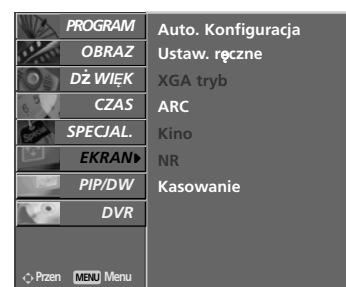 PROGRAM
OBRAZ
DŻWIĘK
CZAS
SPECJAL.
EKRAN
PIP/DW
DVR
Przen MENU Menu
Auto. Konfiguracja
Ustaw. ręczne
XGA tryb
ARC
Kino
NR
Kasowanie